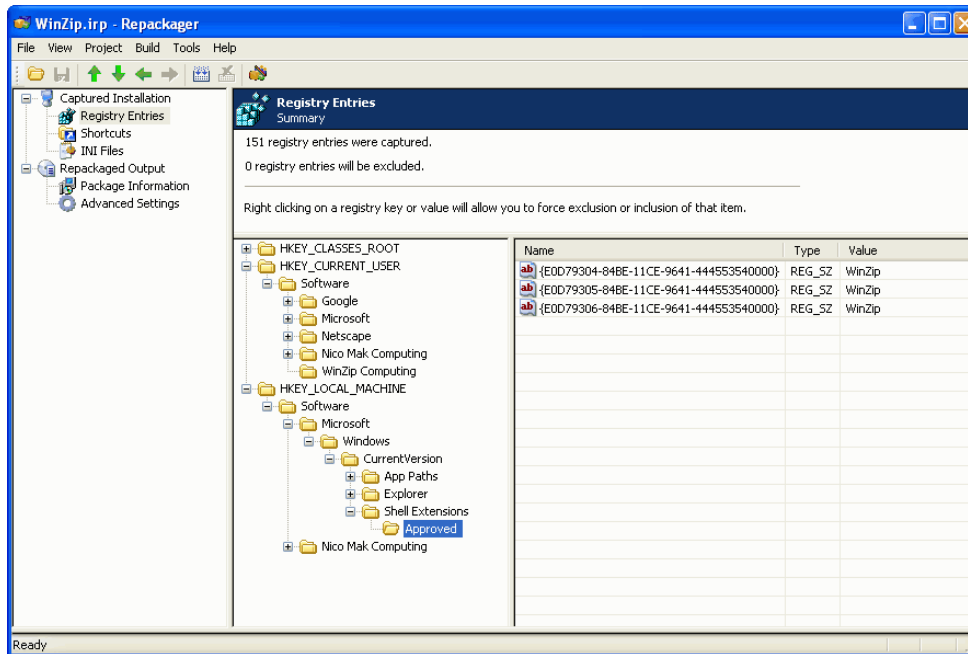 WinZip.irp - Repackager
File View Project Build Tools Help
Captured Installation
Registry Entries
Shortcuts
INI Files
Repackaged Output
Package Information
Advanced Settings
Registry Entries
Summary
151 registry entries were captured.
0 registry entries will be excluded.
Right clicking on a registry key or value will allow you to force exclusion or inclusion of that item.
HKEY_CLASSES_ROOT
HKEY_CURRENT_USER
Software
Google
Microsoft
Netscape
Nico Mak Computing
WinZip Computing
HKEY_LOCAL_MACHINE
Software
Microsoft
Windows
CurrentVersion
App Paths
Explorer
Shell Extensions
Approved
Nico Mak Computing
Name Type Value
ab {E0D79304-84BE-11CE-9641-444553540000} REG_SZ WinZip
ab {E0D79305-84BE-11CE-9641-444553540000} REG_SZ WinZip
ab {E0D79306-84BE-11CE-9641-444553540000} REG_SZ WinZip
Ready